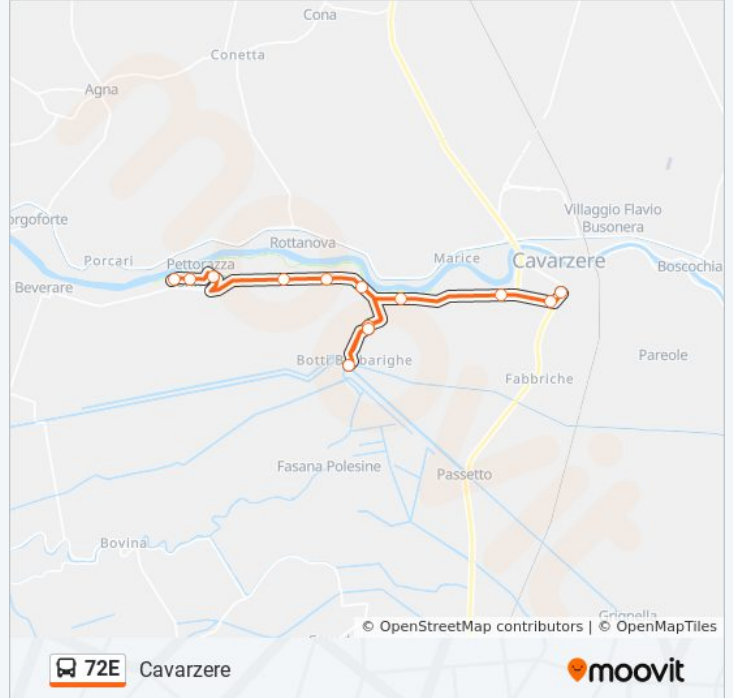 Cona
Conetta
Agna
orgoforte
Villaggio Flavio
Busonera
Rottanova
Porcari
Pettorazza
Marice
Cavarzere
Boscochia
Beverare
Botti Barbarighe
Pareole
Fabbriche
Fasana Polesine
Passetto
Bovina
Grignella
© OpenStreetMap contributors | © OpenMapTiles
72E Cavarzere
moovit